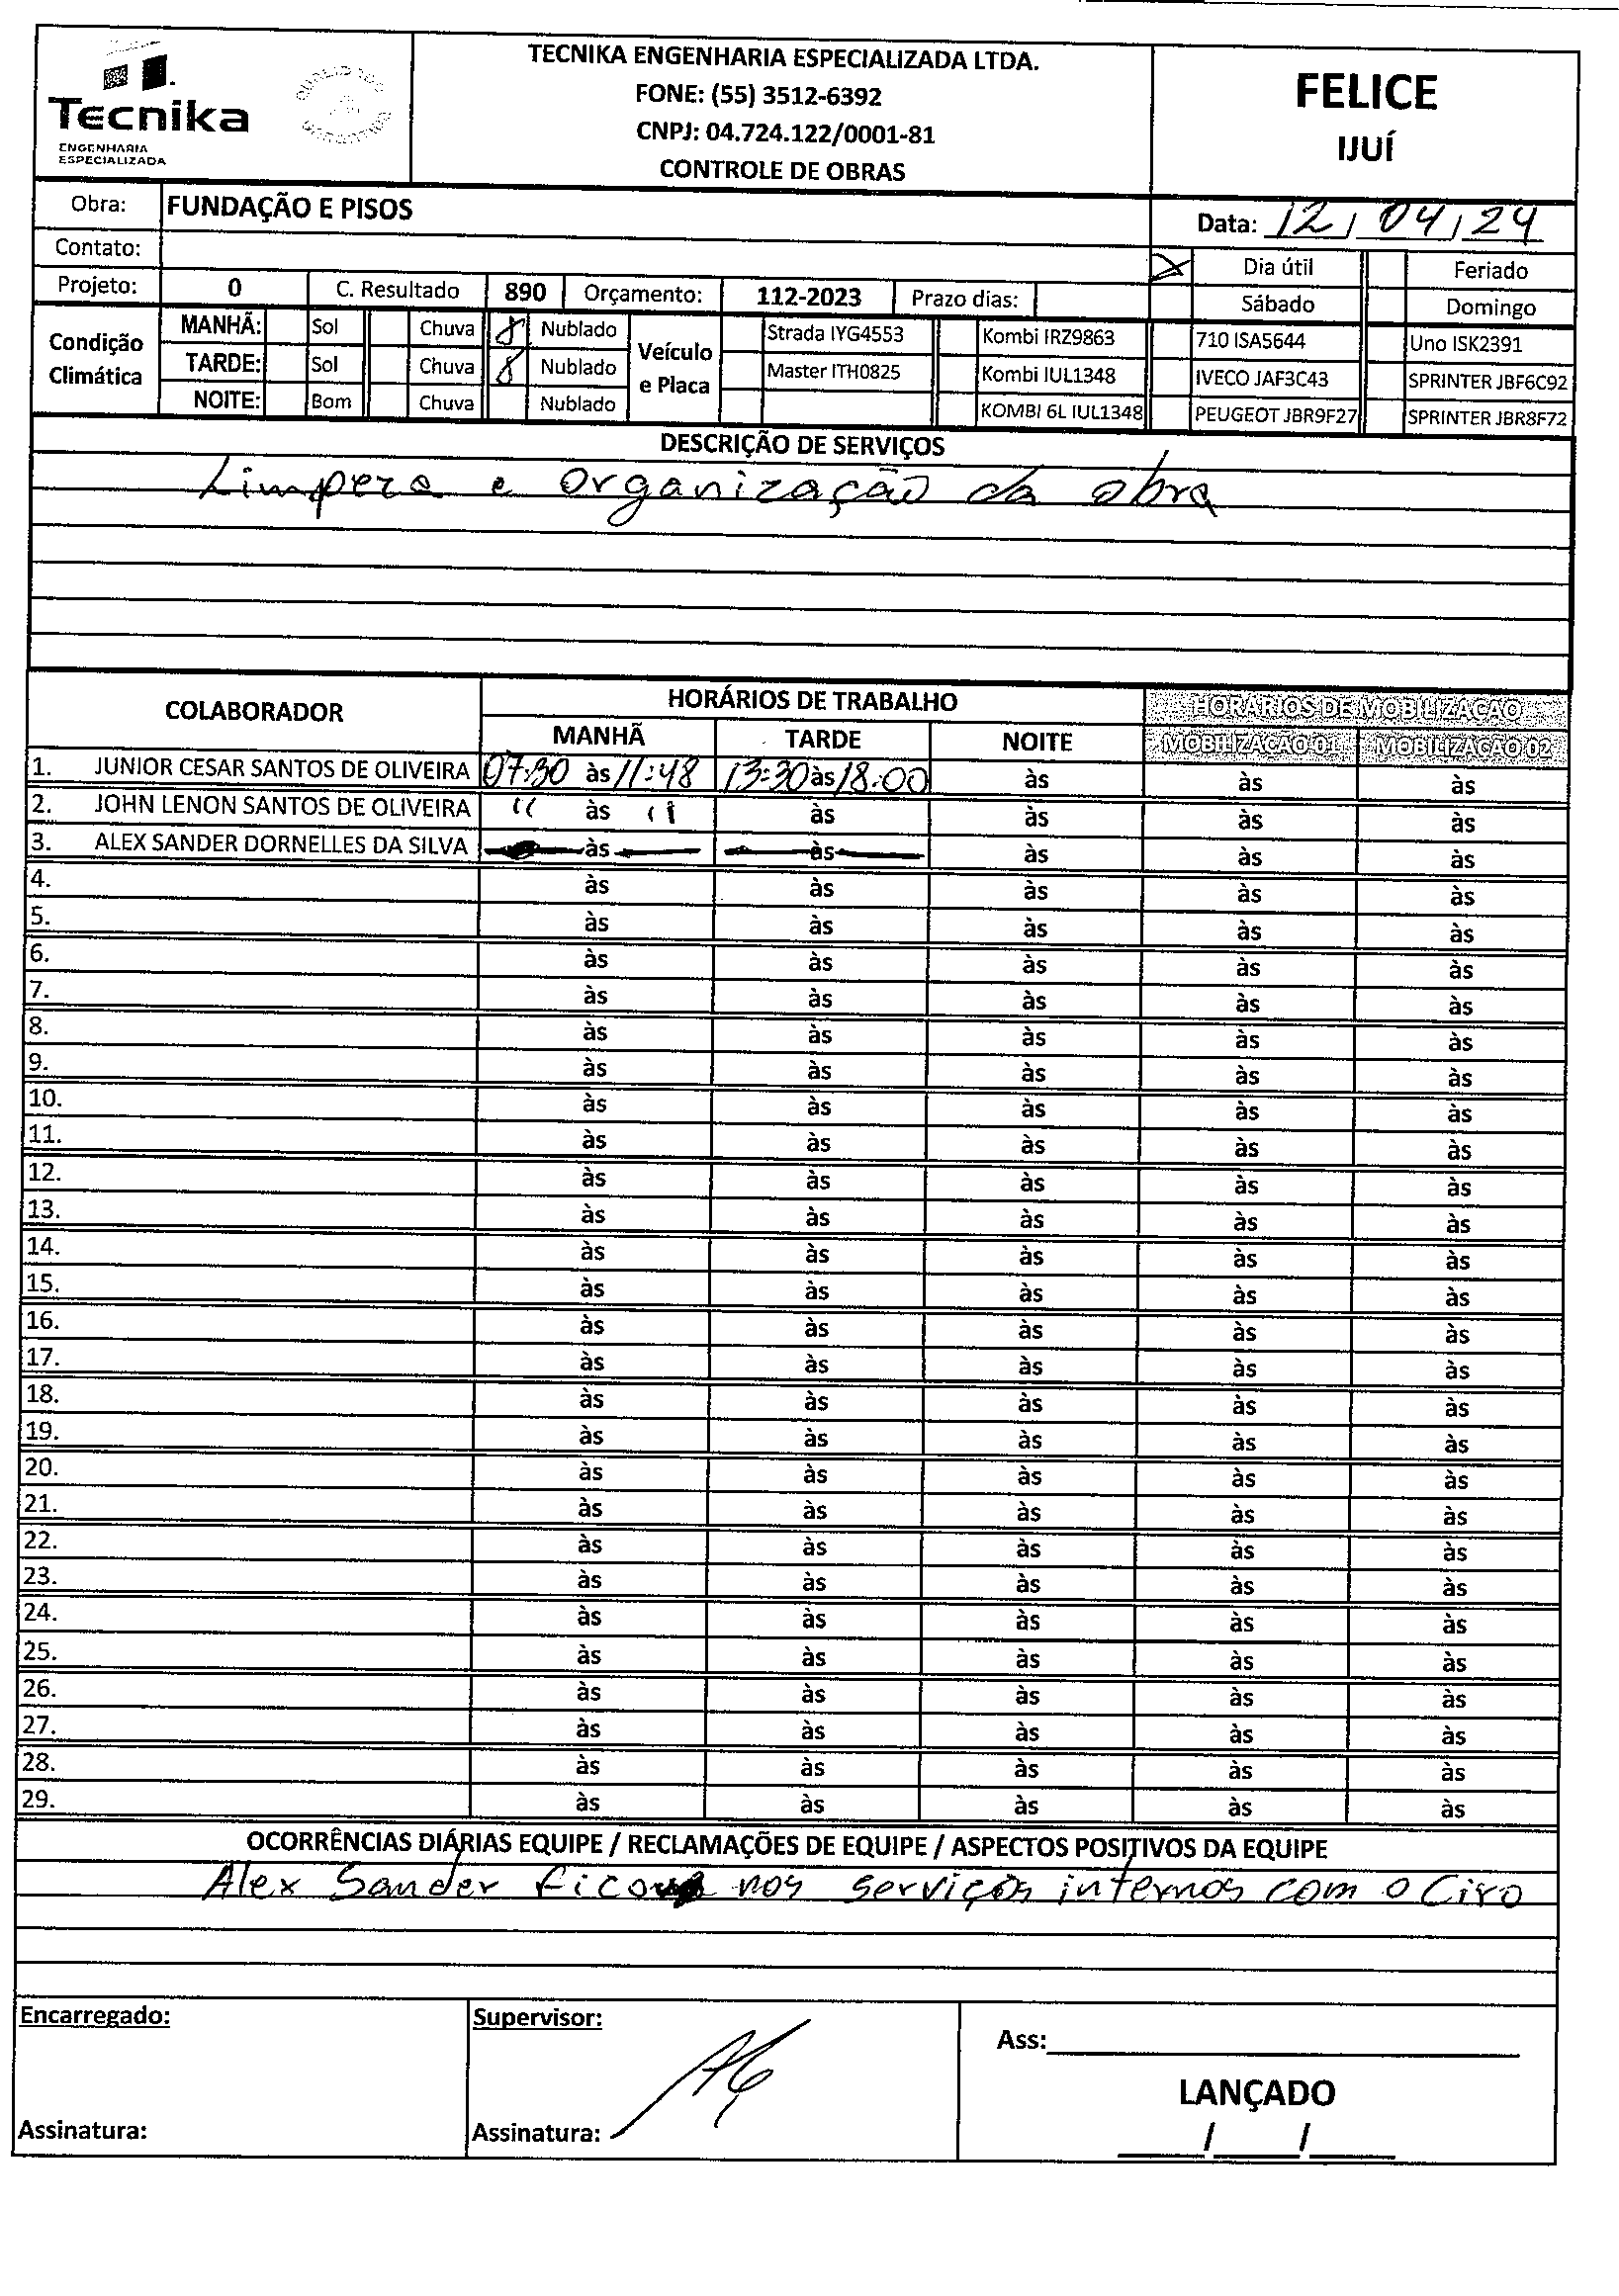 Tecnika
ENGENHARIA
ESPECIALIZADA
TECNIKA ENGENHARIA ESPECIALIZADA LTDA.
FONE: (55) 3512-6392
CNPJ: 04.724.122/0001-81
CONTROLE DE OBRAS
FELICE
IJUÍ
Obra: FUNDAÇÃO E PISOS
Data: 12/04/24
Contato:
Dia útil Feriado
Projeto: 0 C. Resultado 890 Orçamento: 112-2023 Prazo dias: Sábado Domingo
Condição Climática
MANHÃ: Sol Chuva Nublado
TARDE: Sol Chuva Nublado
NOITE: Bom Chuva Nublado
Veículo e Placa
Strada IYG4553 Kombi IRZ9863 710 ISA5644 Uno ISK2391
Master ITH0825 Kombi IUL1348 IVECO JAF3C43 SPRINTER JBF6C92
KOMBI 6L IUL1348 PEUGEOT JBR9F27 SPRINTER JBR8F72
DESCRIÇÃO DE SERVIÇOS
Limpeza e organização da obra
COLABORADOR HORÁRIOS DE TRABALHO HORÁRIOS DE MOBILIZAÇÃO
MANHÃ TARDE NOITE MOBILIZAÇÃO 01 MOBILIZAÇÃO 02
1. JUNIOR CESAR SANTOS DE OLIVEIRA 07:30 às 11:48 13:30 às 18:00 às às às
2. JOHN LENON SANTOS DE OLIVEIRA " às " às às às às
3. ALEX SANDER DORNELLES DA SILVA às às às às às
4. às às às às às
5. às às às às às
6. às às às às às
7. às às às às às
8. às às às às às
9. às às às às às
10. às às às às às
11. às às às às às
12. às às às às às
13. às às às às às
14. às às às às às
15. às às às às às
16. às às às às às
17. às às às às às
18. às às às às às
19. às às às às às
20. às às às às às
21. às às às às às
22. às às às às às
23. às às às às às
24. às às às às às
25. às às às às às
26. às às às às às
27. às às às às às
28. às às às às às
29. às às às às às
OCORRÊNCIAS DIÁRIAS EQUIPE / RECLAMAÇÕES DE EQUIPE / ASPECTOS POSITIVOS DA EQUIPE
Alex Sander ficou nos serviços internos com o Ciro
Encarregado:
Supervisor:
Ass:
LANÇADO
Assinatura:
Assinatura: